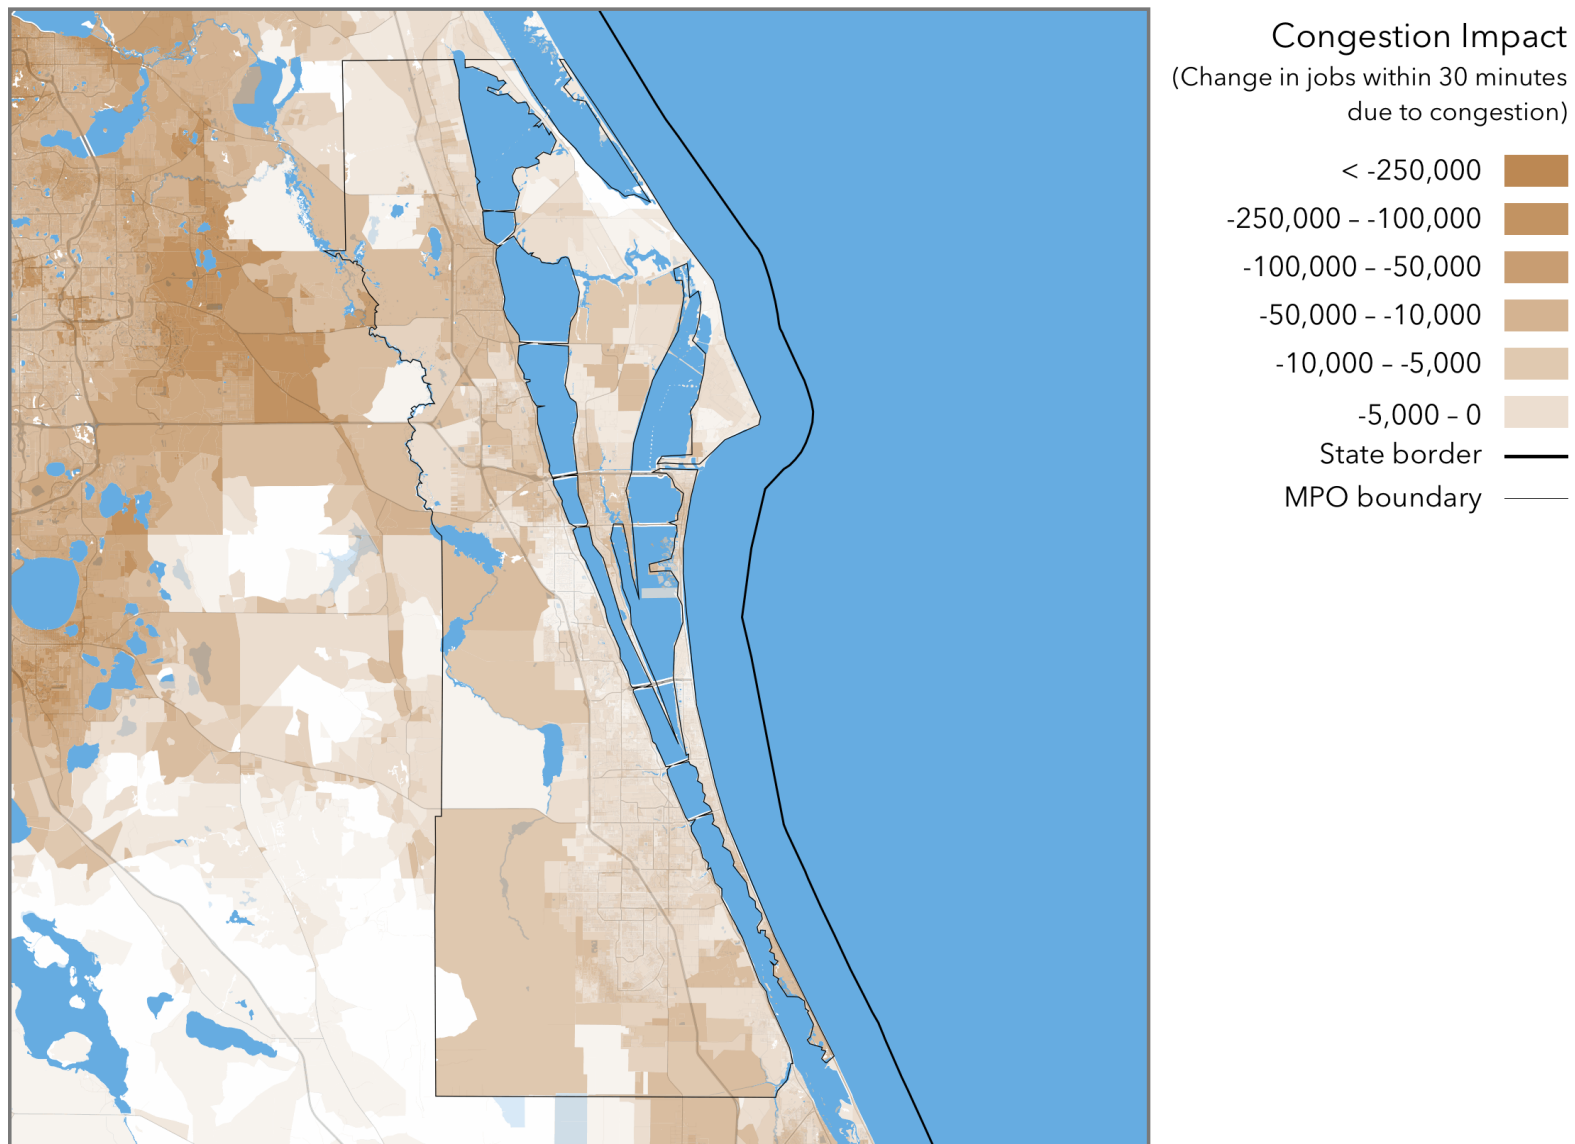 Congestion Impact
(Change in jobs within 30 minutes
due to congestion)
< -250,000
-250,000 – -100,000
-100,000 – -50,000
-50,000 – -10,000
-10,000 – -5,000
-5,000 – 0
State border
MPO boundary